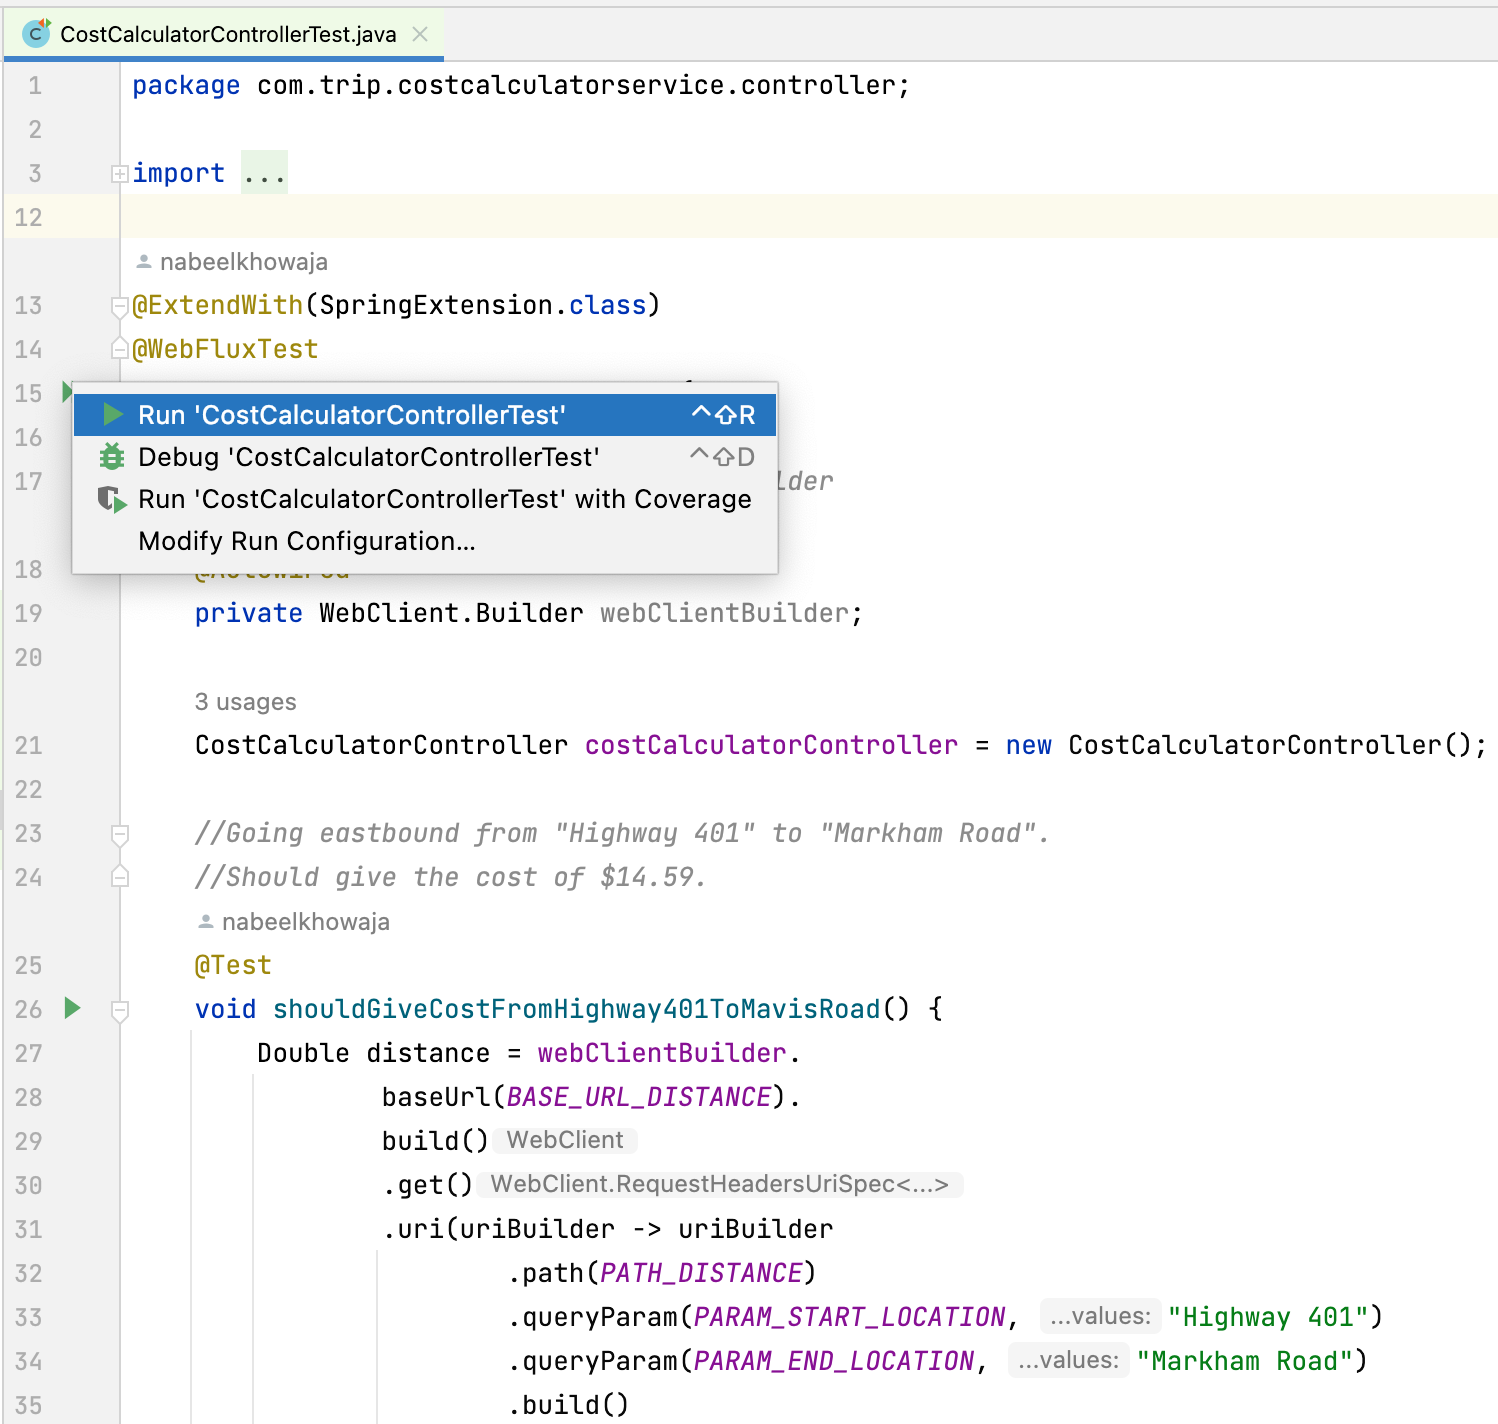 CostCalculatorControllerTest.java
1 package com.trip.costcalculatorservice.controller;
2
3 import ...
12
nabeelkhowaja
13 @ExtendWith(SpringExtension.class)
14 @WebFluxTest
15
Run 'CostCalculatorControllerTest' ^⇧R
16
Debug 'CostCalculatorControllerTest' ^⇧D
17 lder
Run 'CostCalculatorControllerTest' with Coverage
Modify Run Configuration...
18
19 private WebClient.Builder webClientBuilder;
20
3 usages
21 CostCalculatorController costCalculatorController = new CostCalculatorController();
22
23 //Going eastbound from "Highway 401" to "Markham Road".
24 //Should give the cost of $14.59.
nabeelkhowaja
25 @Test
26 void shouldGiveCostFromHighway401ToMavisRoad() {
27 Double distance = webClientBuilder.
28 baseUrl(BASE_URL_DISTANCE).
29 build() WebClient
30 .get() WebClient.RequestHeadersUriSpec<...>
31 .uri(uriBuilder -> uriBuilder
32 .path(PATH_DISTANCE)
33 .queryParam(PARAM_START_LOCATION, ...values: "Highway 401")
34 .queryParam(PARAM_END_LOCATION, ...values: "Markham Road")
35 .build()